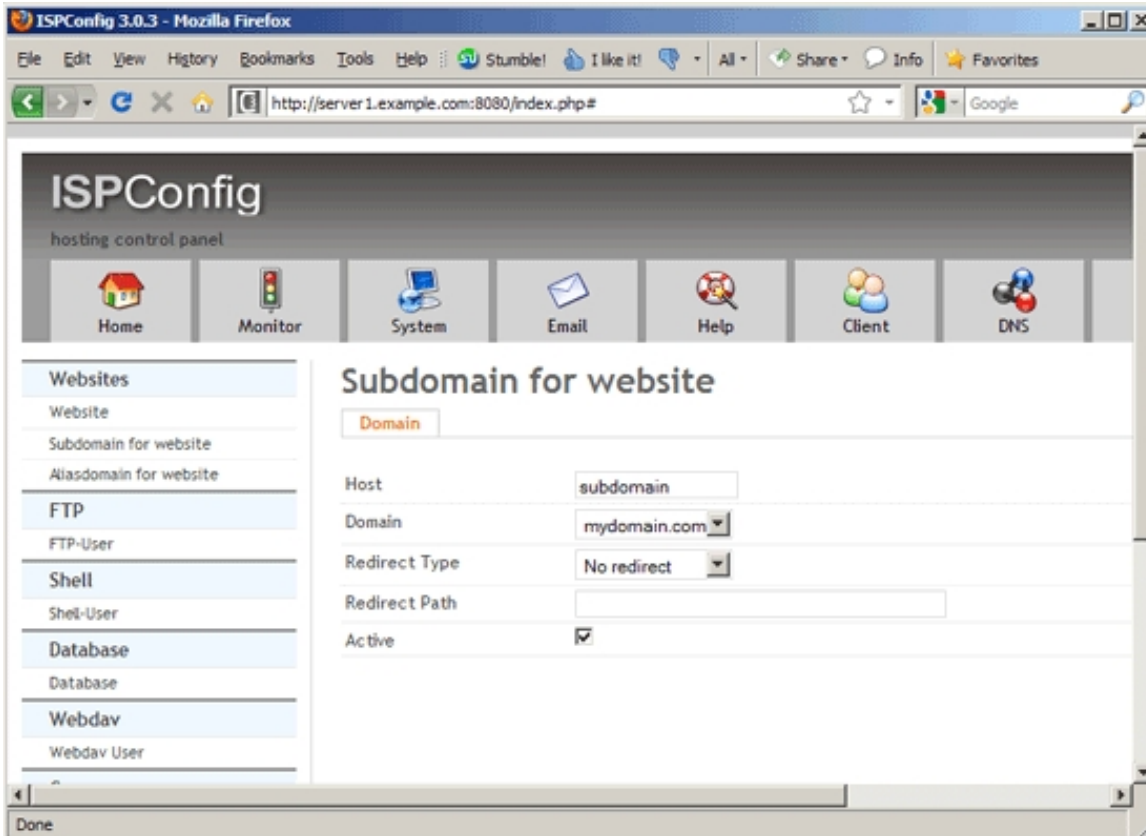 ISPConfig 3.0.3 - Mozilla Firefox
File Edit View History Bookmarks Tools Help Stumble! I like it! All Share Info Favorites
http://server1.example.com:8080/index.php# Google
ISPConfig
hosting control panel
Home Monitor System Email Help Client DNS
Websites
Website
Subdomain for website
Aliasdomain for website
FTP
FTP-User
Shell
Shell-User
Database
Database
Webdav
Webdav User
Subdomain for website
Domain
Host subdomain
Domain mydomain.com
Redirect Type No redirect
Redirect Path
Active
Done